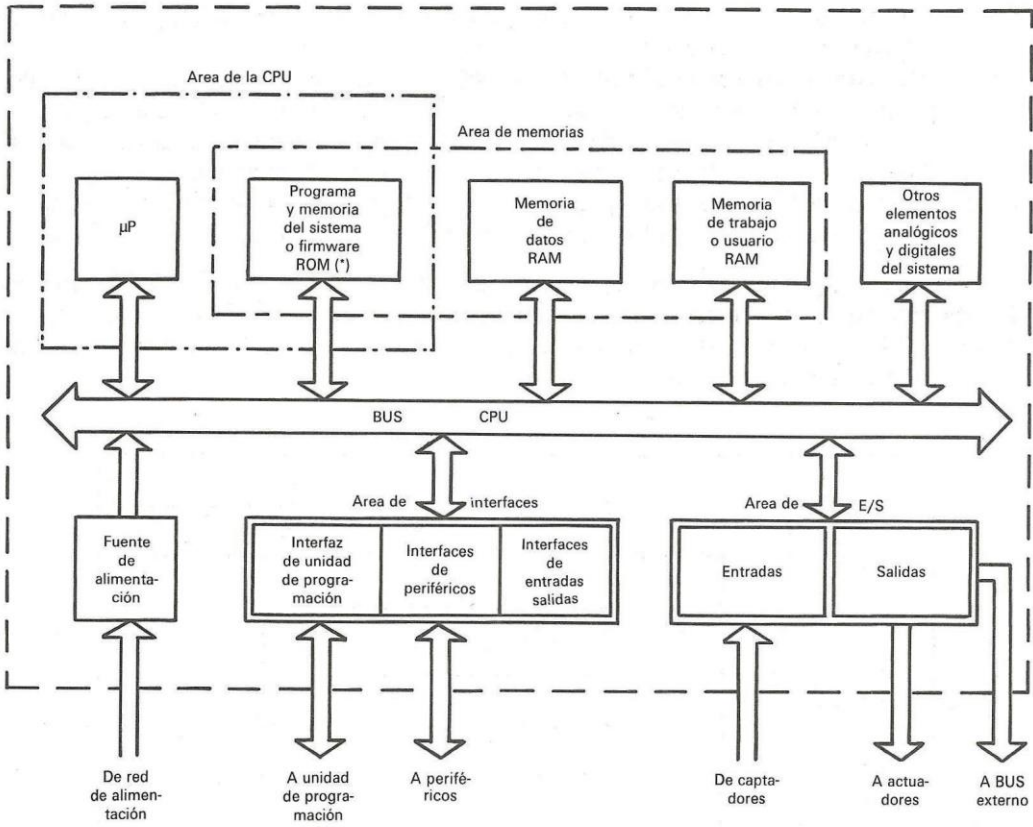 Area de la CPU
Area de memorias
µP
Programa
y memoria
del sistema
o firmware
ROM (*)
Memoria
de
datos
RAM
Memoria
de trabajo
o usuario
RAM
Otros
elementos
analógicos
y digitales
del sistema
BUS CPU
Area de interfaces
Area de E/S
Fuente
de
alimenta-
ción
Interfaz
de unidad
de progra-
mación
Interfaces
de
periféricos
Interfaces
de
entradas
salidas
Entradas
Salidas
De red
de alimen-
tación
A unidad
de progra-
mación
A perifé-
ricos
De capta-
dores
A actua-
dores
A BUS
externo